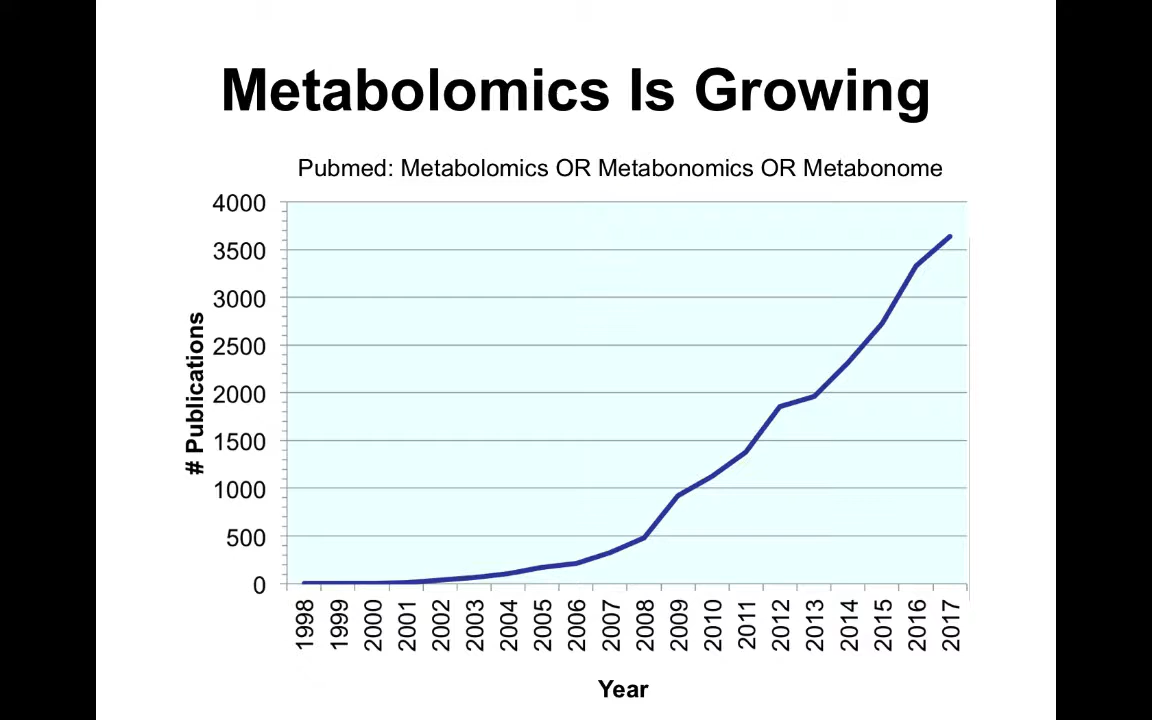 Metabolomics Is Growing
Pubmed: Metabolomics OR Metabonomics OR Metabonome
4000
3500
3000
2500
2000
1500
1000
500
0
# Publications
1998 1999 2000 2001 2002 2003 2004 2005 2006 2007 2008 2009 2010 2011 2012 2013 2014 2015 2016 2017
Year